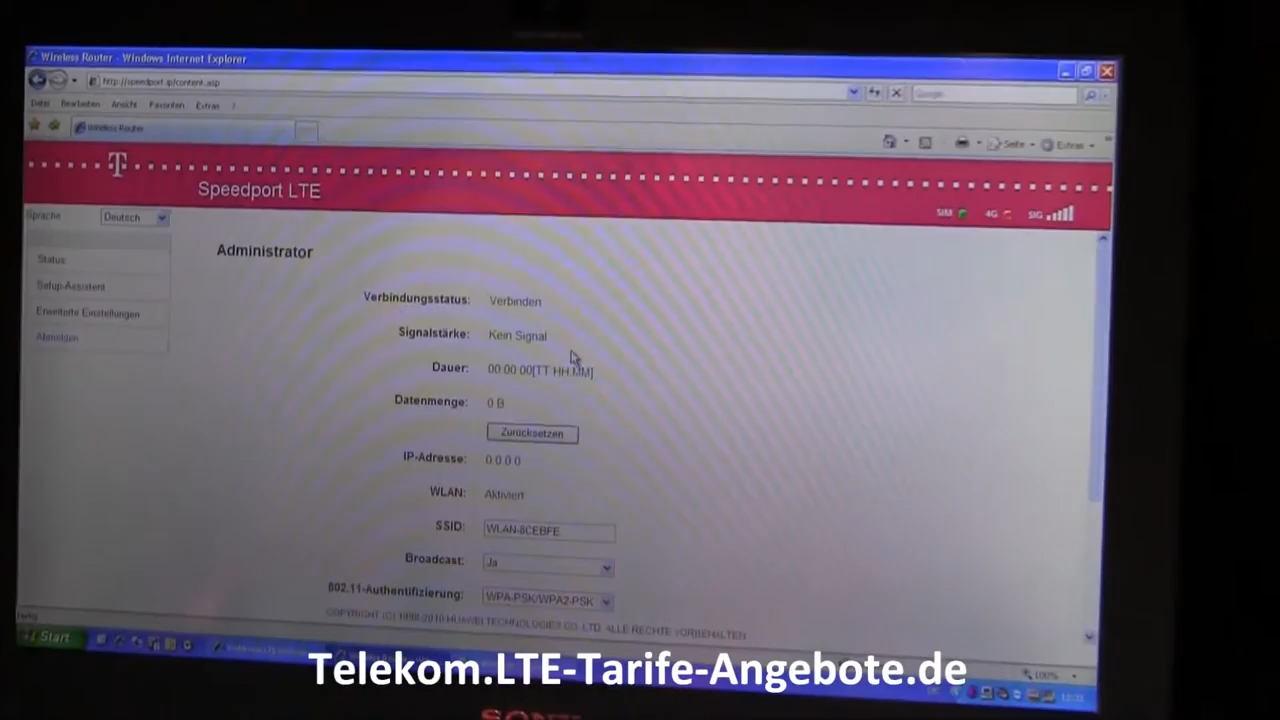 Wireless Router - Windows Internet Explorer
http://speedport.ip/content.asp
Google
Datei Bearbeiten Ansicht Favoriten Extras
Wireless Router
Seite Extras
T
Speedport LTE
SIM 4G SIG
Sprache Deutsch
Status
Setup-Assistent
Erweiterte Einstellungen
Abmelden
Administrator
Verbindungsstatus: Verbinden
Signalstärke: Kein Signal
Dauer: 00:00:00[TT:HH:MM]
Datenmenge: 0 B
Zurücksetzen
IP-Adresse: 0.0.0.0
WLAN: Aktiviert
SSID: WLAN-8CEBFE
Broadcast: Ja
802.11-Authentifizierung: WPA-PSK/WPA2-PSK
COPYRIGHT (C) 1998-2010 HUAWEI TECHNOLOGIES CO. LTD. ALLE RECHTE VORBEHALTEN
Fertig
100%
Start
Telekom.LTE-Tarife-Angebote.de
SONY